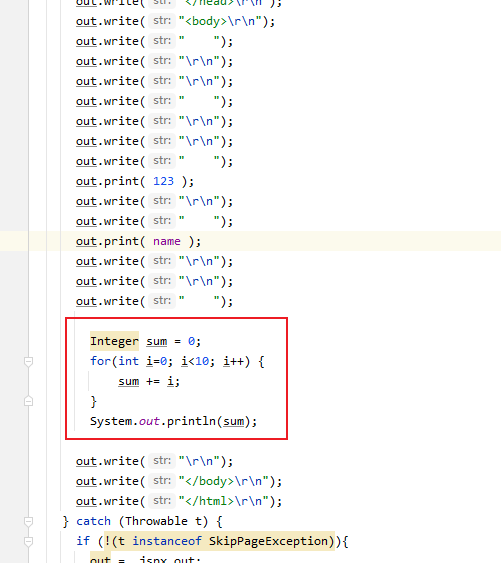 out.write( str: "</head>\r\n");
out.write( str: "<body>\r\n");
out.write( str: "    ");
out.write( str: "\r\n");
out.write( str: "\r\n");
out.write( str: "    ");
out.write( str: "\r\n");
out.write( str: "\r\n");
out.write( str: "    ");
out.print( 123 );
out.write( str: "\r\n");
out.write( str: "    ");
out.print( name );
out.write( str: "\r\n");
out.write( str: "\r\n");
out.write( str: "    ");
Integer sum = 0;
for(int i=0; i<10; i++) {
sum += i;
}
System.out.println(sum);
out.write( str: "\r\n");
out.write( str: "</body>\r\n");
out.write( str: "</html>\r\n");
} catch (Throwable t) {
if (!(t instanceof SkipPageException)){
out = _jspx_out;